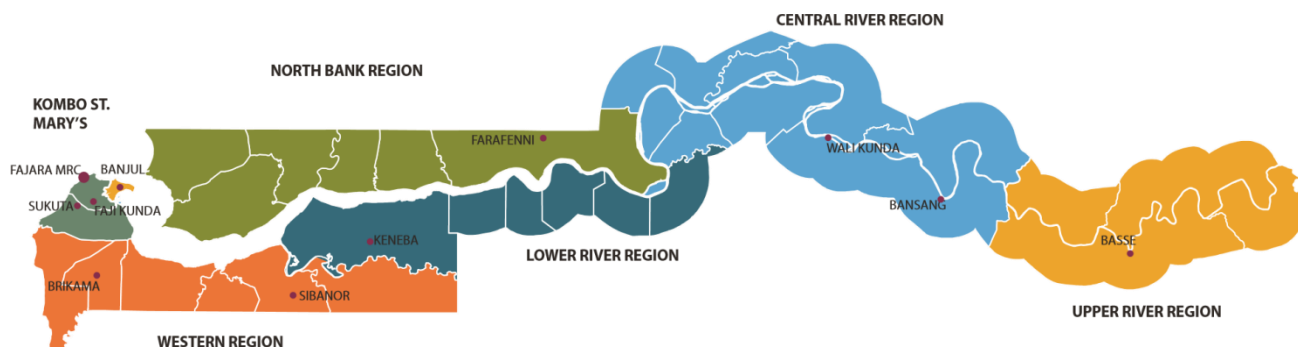 CENTRAL RIVER REGION
NORTH BANK REGION
KOMBO ST.
MARY'S
FARAFENNI
WALI KUNDA
FAJARA MRC
BANJUL
SUKUTA
FAJI KUNDA
BANSANG
KENEBA
BASSE
LOWER RIVER REGION
BRIKAMA
SIBANOR
UPPER RIVER REGION
WESTERN REGION